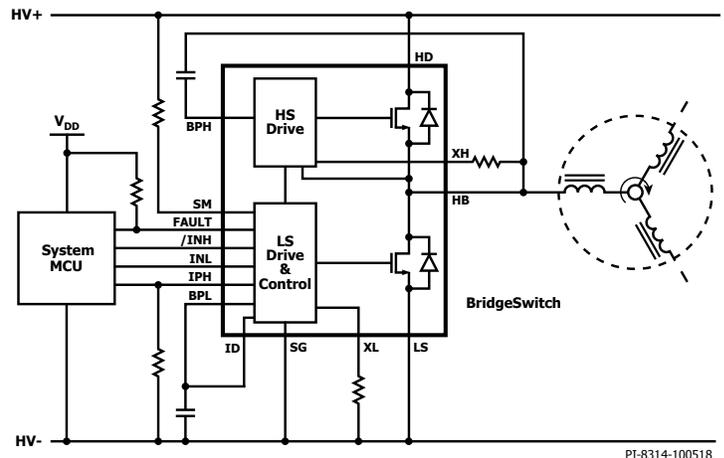 HV+
HD
HS
Drive
BPH
V_DD
XH
SM
HB
FAULT
/INH
INL
IPH
BPL
System
MCU
LS
Drive
&
Control
BridgeSwitch
ID
SG
XL
LS
HV-
PI-8314-100518